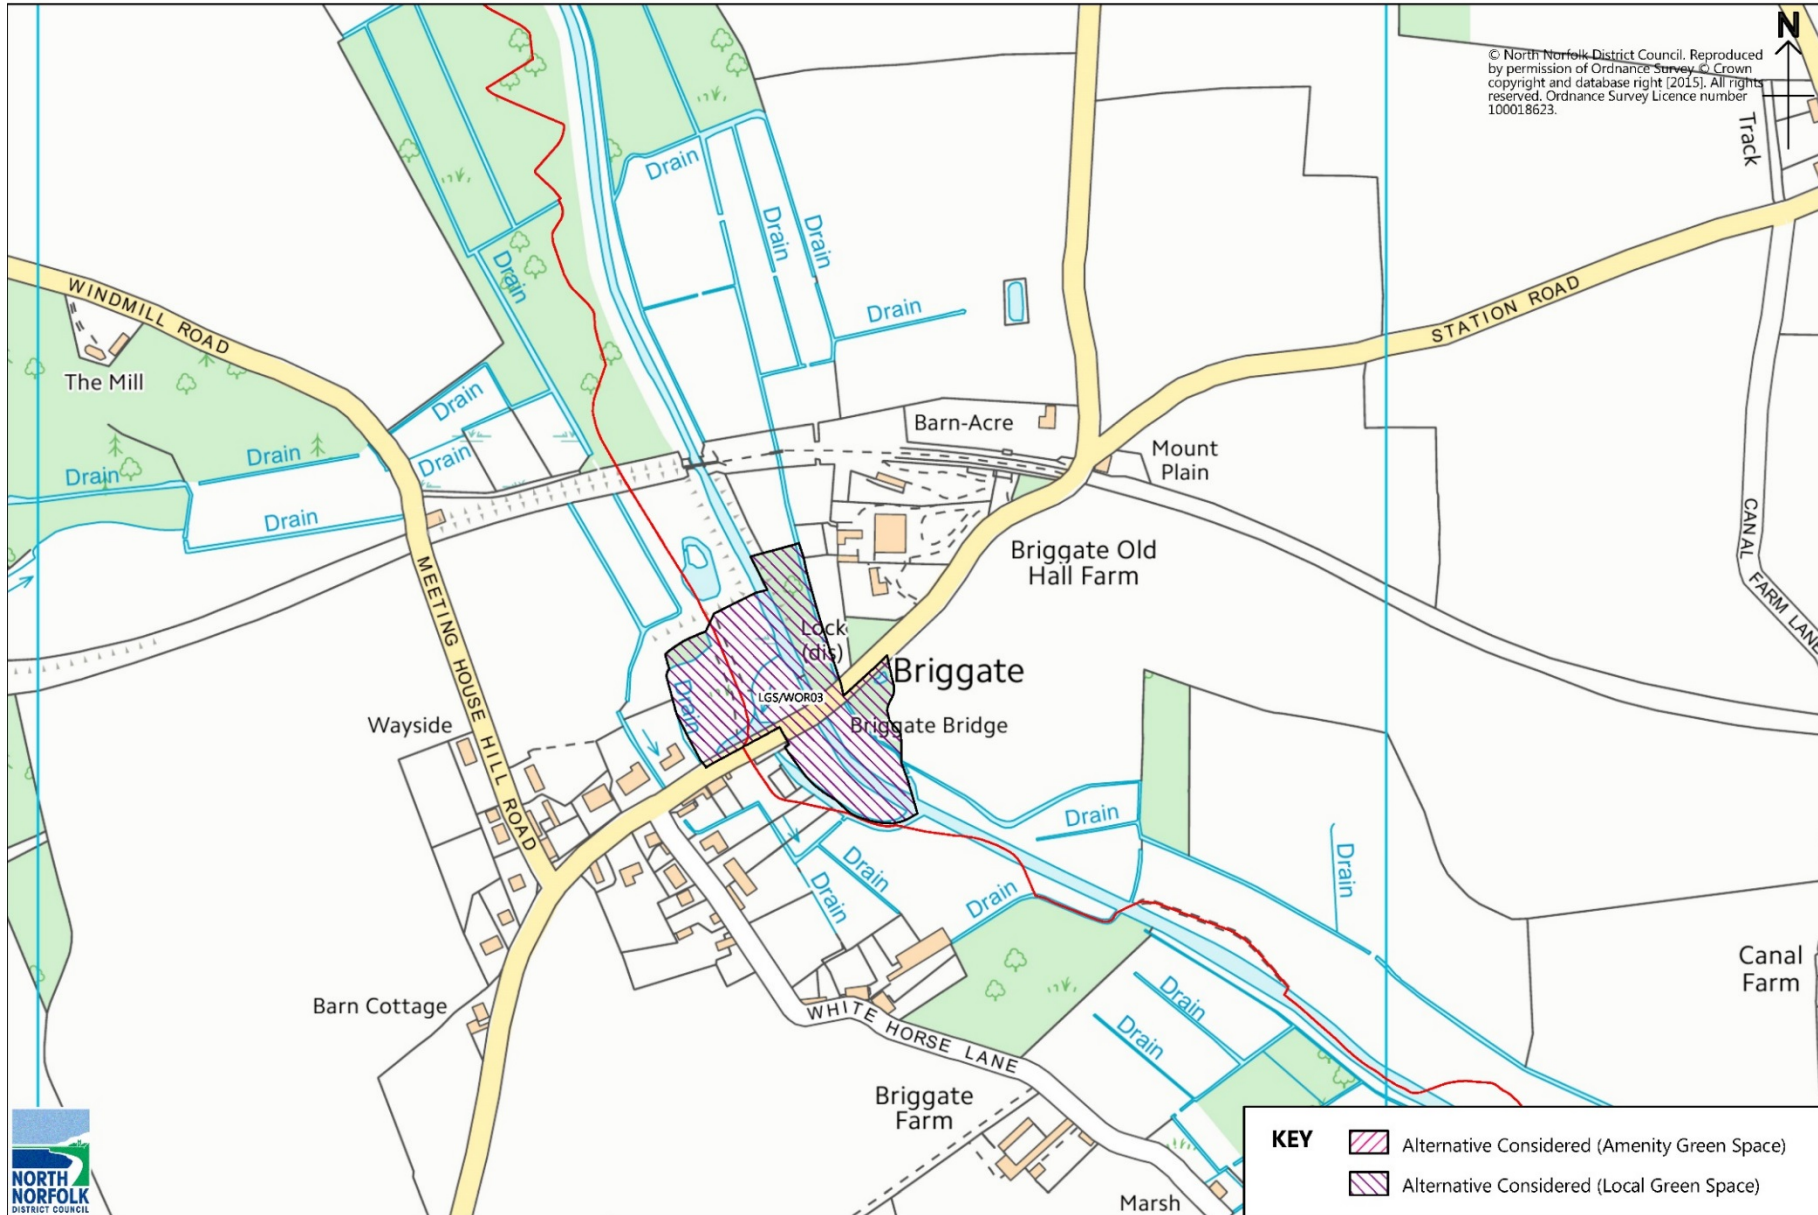 N
© North Norfolk District Council. Reproduced
by permission of Ordnance Survey © Crown
copyright and database right [2015]. All rights
reserved. Ordnance Survey Licence number
100018623.
Track
Drain
Drain
Drain
Drain
Drain
WINDMILL ROAD
STATION ROAD
The Mill
Drain
Barn-Acre
Drain
Drain
Drain
Mount
Plain
Drain
CANAL FARM LANE
Briggate Old
Hall Farm
MEETING HOUSE HILL ROAD
Lock
(dis)
Briggate
Drain
LGS/WOR03
Wayside
Briggate Bridge
Drain
Drain
Drain
Drain
Drain
Canal
Farm
Barn Cottage
WHITE HORSE LANE
Drain
Drain
Briggate
Farm
Marsh
KEY
Alternative Considered (Amenity Green Space)
Alternative Considered (Local Green Space)
NORTH
NORFOLK
DISTRICT COUNCIL